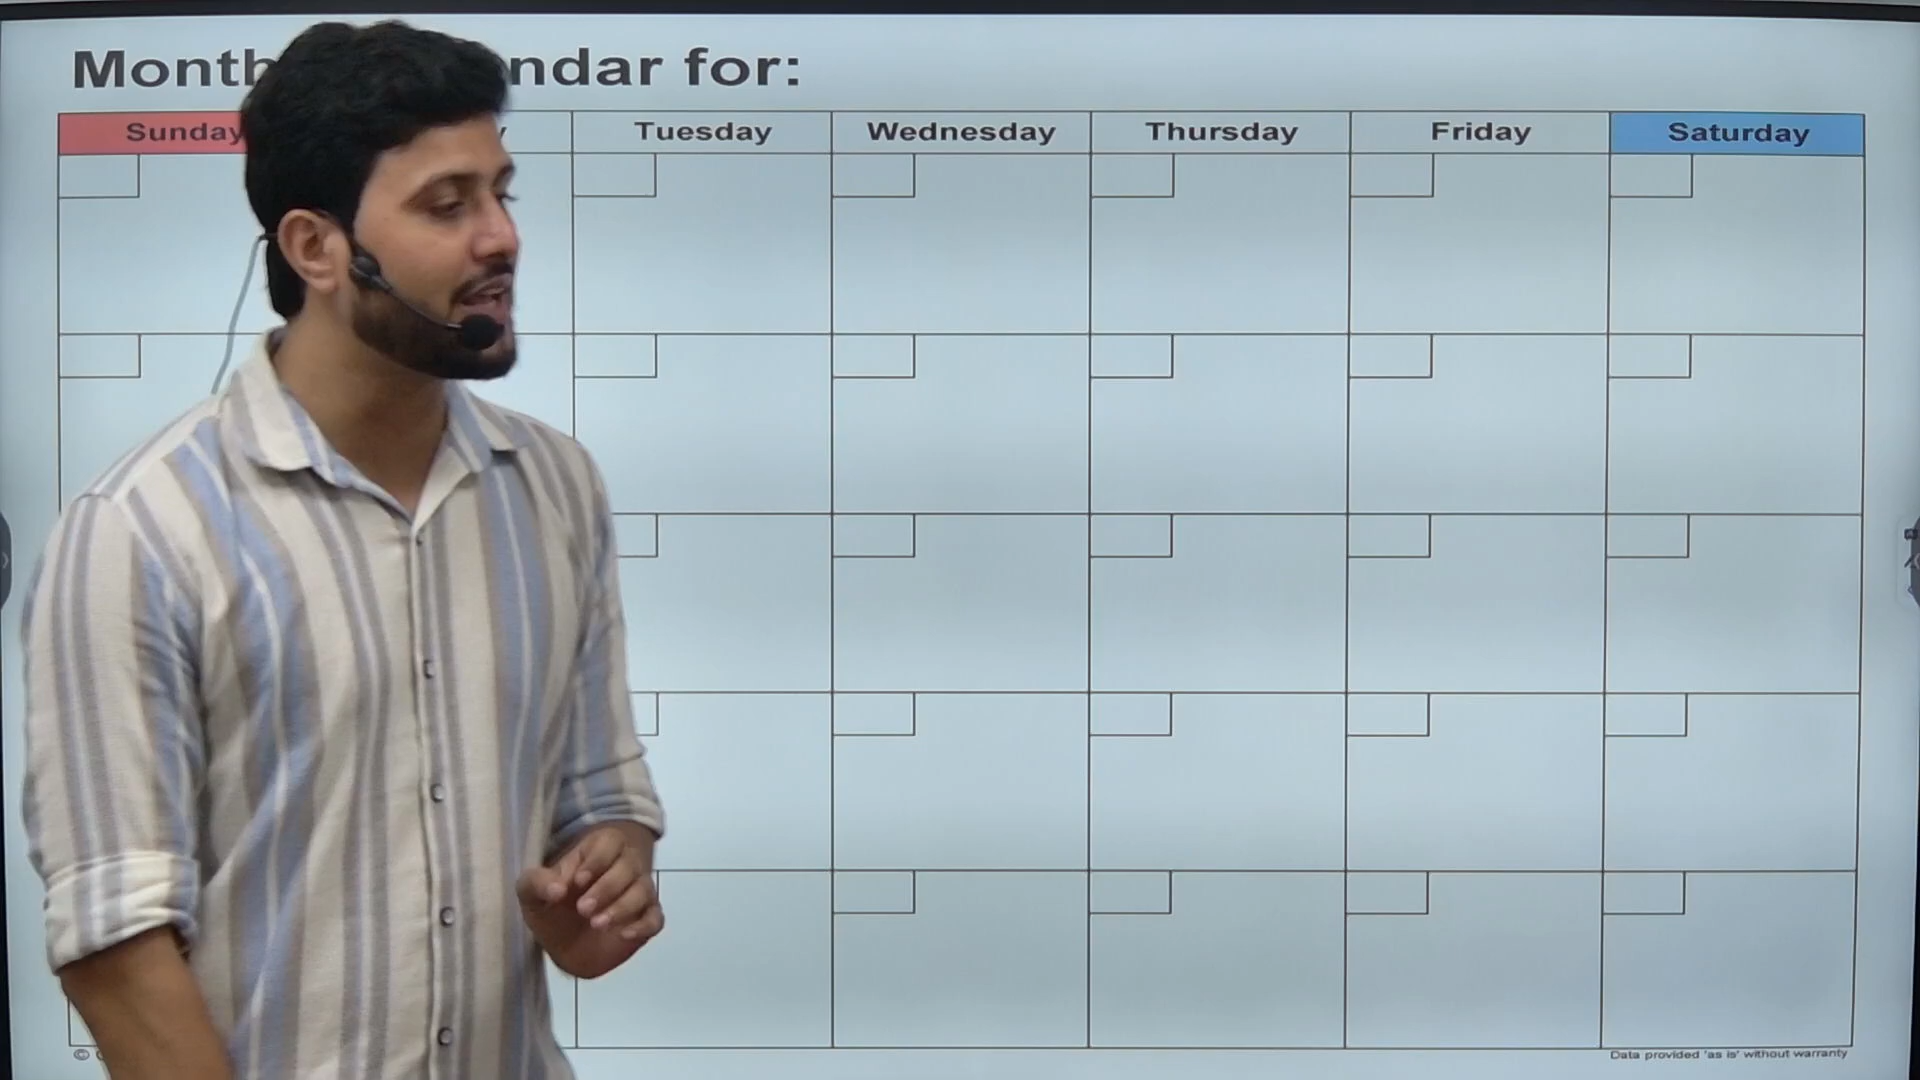 Month ndar for:
Sunday Tuesday Wednesday Thursday Friday Saturday
© Data provided 'as is' without warranty